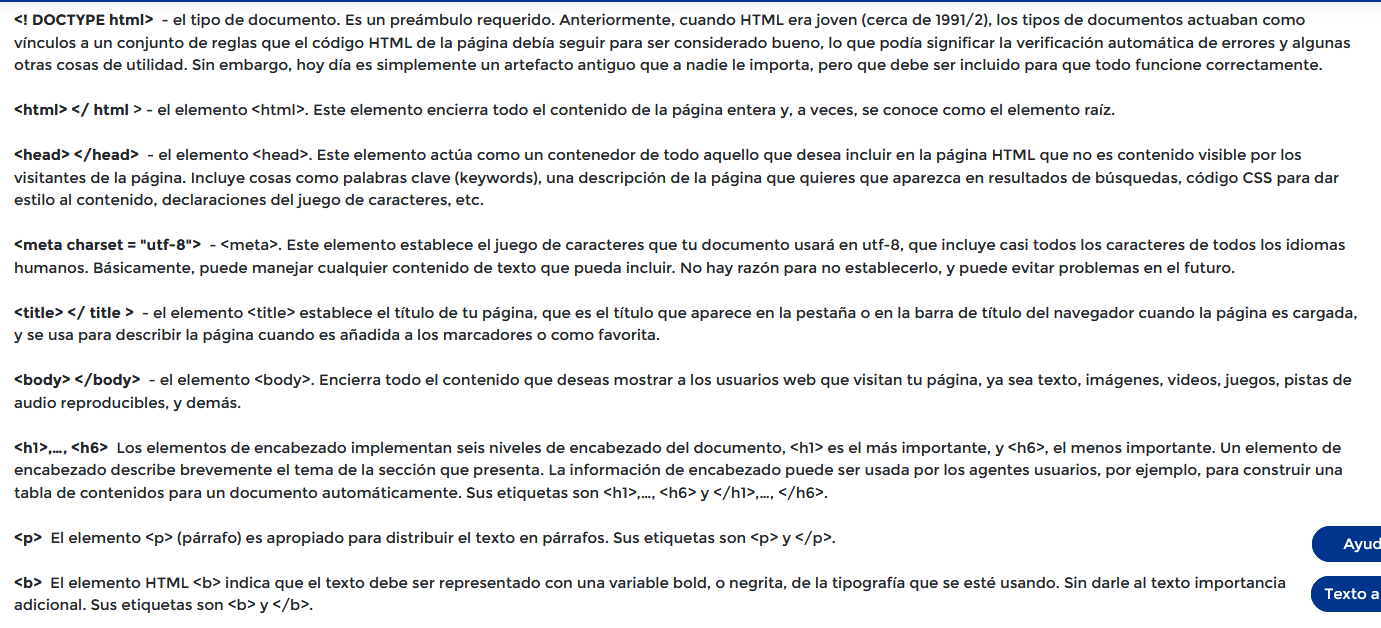 <! DOCTYPE html>  - el tipo de documento. Es un preámbulo requerido. Anteriormente, cuando HTML era joven (cerca de 1991/2), los tipos de documentos actuaban como
vínculos a un conjunto de reglas que el código HTML de la página debía seguir para ser considerado bueno, lo que podía significar la verificación automática de errores y algunas
otras cosas de utilidad. Sin embargo, hoy día es simplemente un artefacto antiguo que a nadie le importa, pero que debe ser incluido para que todo funcione correctamente.
<html> </ html > - el elemento <html>. Este elemento encierra todo el contenido de la página entera y, a veces, se conoce como el elemento raíz.
<head> </head>  - el elemento <head>. Este elemento actúa como un contenedor de todo aquello que desea incluir en la página HTML que no es contenido visible por los
visitantes de la página. Incluye cosas como palabras clave (keywords), una descripción de la página que quieres que aparezca en resultados de búsquedas, código CSS para dar
estilo al contenido, declaraciones del juego de caracteres, etc.
<meta charset = "utf-8">  - <meta>. Este elemento establece el juego de caracteres que tu documento usará en utf-8, que incluye casi todos los caracteres de todos los idiomas
humanos. Básicamente, puede manejar cualquier contenido de texto que pueda incluir. No hay razón para no establecerlo, y puede evitar problemas en el futuro.
<title> </ title >  - el elemento <title> establece el título de tu página, que es el título que aparece en la pestaña o en la barra de título del navegador cuando la página es cargada,
y se usa para describir la página cuando es añadida a los marcadores o como favorita.
<body> </body>  - el elemento <body>. Encierra todo el contenido que deseas mostrar a los usuarios web que visitan tu página, ya sea texto, imágenes, videos, juegos, pistas de
audio reproducibles, y demás.
<h1>,..., <h6>  Los elementos de encabezado implementan seis niveles de encabezado del documento, <h1> es el más importante, y <h6>, el menos importante. Un elemento de
encabezado describe brevemente el tema de la sección que presenta. La información de encabezado puede ser usada por los agentes usuarios, por ejemplo, para construir una
tabla de contenidos para un documento automáticamente. Sus etiquetas son <h1>,..., <h6> y </h1>,..., </h6>.
<p>  El elemento <p> (párrafo) es apropiado para distribuir el texto en párrafos. Sus etiquetas son <p> y </p>.
Ayud
<b>  El elemento HTML <b> indica que el texto debe ser representado con una variable bold, o negrita, de la tipografía que se esté usando. Sin darle al texto importancia
adicional. Sus etiquetas son <b> y </b>.
Texto a